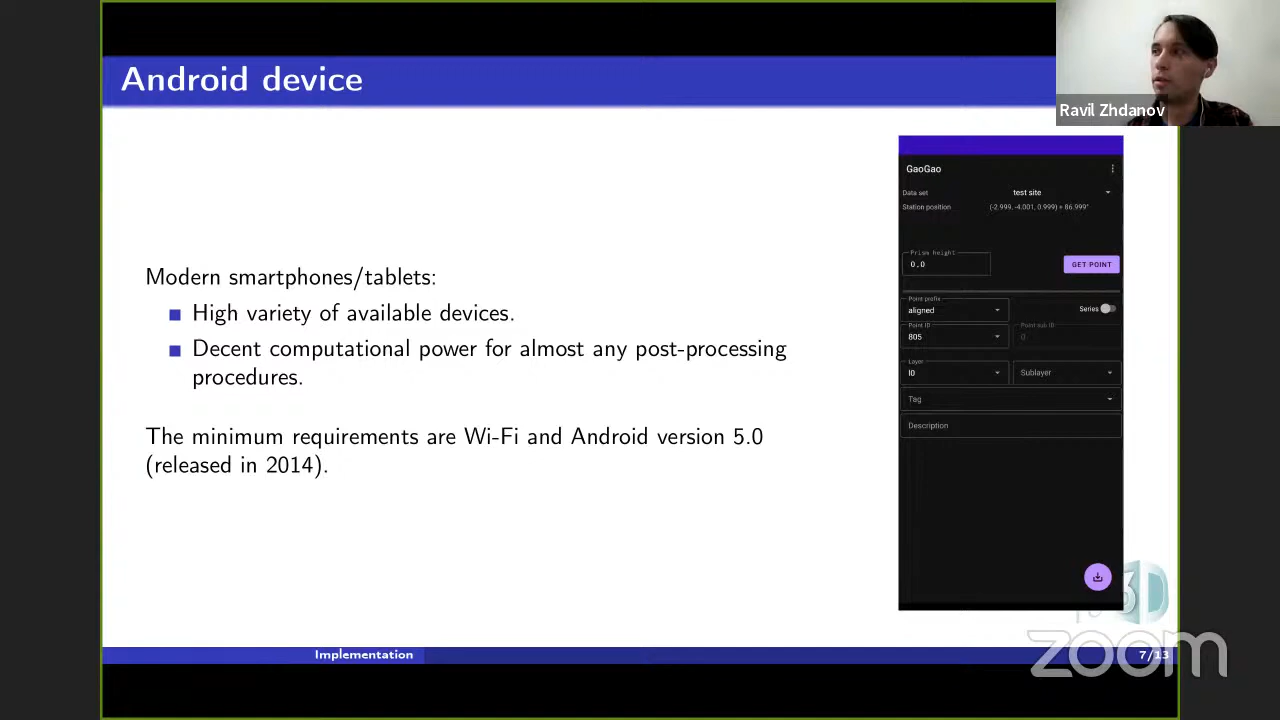 Android device
Ravil Zhdanov
Modern smartphones/tablets:
High variety of available devices.
Decent computational power for almost any post-processing
procedures.
The minimum requirements are Wi-Fi and Android version 5.0
(released in 2014).
GaoGao
Data set
test site
Station position
(-2.999, -4.001, 0.999) + 86.999°
Prism height
0.0
GET POINT
Point prefix
aligned
Series
Point ID
805
Point sub ID
0
Layer
l0
Sublayer
Tag
Description
3D
zoom
Implementation
7/13